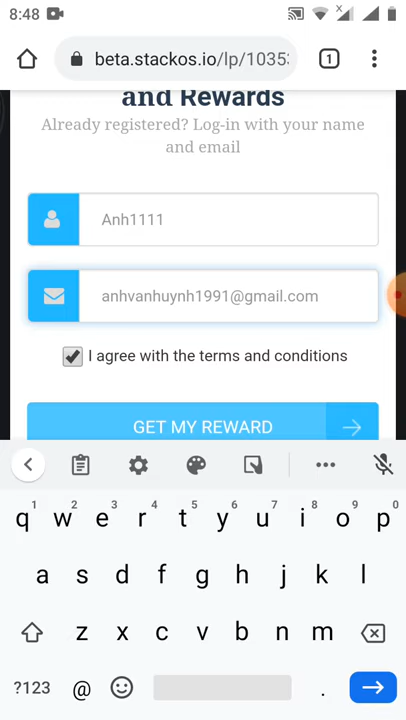 8:48
beta.stackos.io/lp/1035
1
and Rewards
Already registered? Log-in with your name
and email
Anh1111
anhvanhuynh1991@gmail.com
I agree with the terms and conditions
GET MY REWARD
1 2 3 4 5 6 7 8 9 0
q w e r t y u i o p
a s d f g h j k l
z x c v b n m
?123 @ .